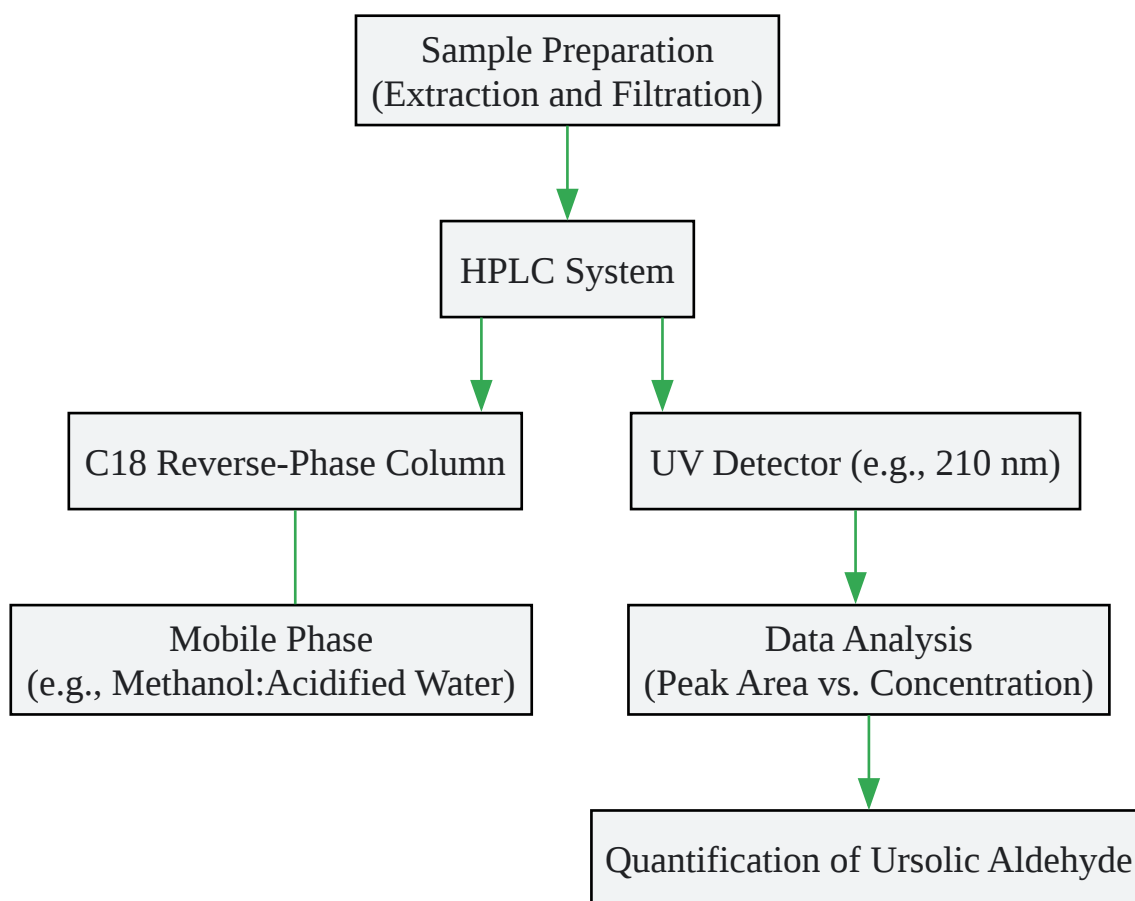 Sample Preparation
(Extraction and Filtration)
HPLC System
C18 Reverse-Phase Column
UV Detector (e.g., 210 nm)
Mobile Phase
(e.g., Methanol:Acidified Water)
Data Analysis
(Peak Area vs. Concentration)
Quantification of Ursolic Aldehyde